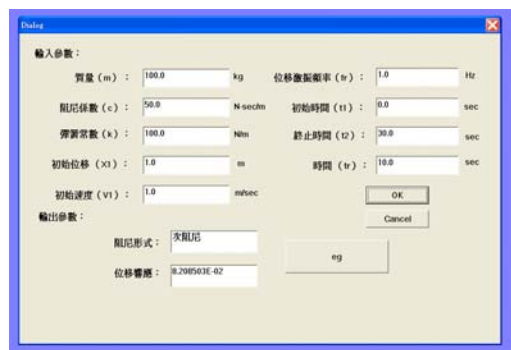 Dialog
輸入參數：
質量 (m) ： 100.0 kg
位移激振頻率 (fr) ： 1.0 Hz
阻尼係數 (c) ： 50.0 N-sec/m
初始時間 (t1) ： 0.0 sec
彈簧常數 (k) ： 100.0 N/m
終止時間 (t2) ： 30.0 sec
初始位移 (X1) ： 1.0 m
時間 (tr) ： 10.0 sec
初始速度 (V1) ： 1.0 m/sec
OK
輸出參數：
Cancel
阻尼形式： 次阻尼
eg
位移響應： 8.208503E-02